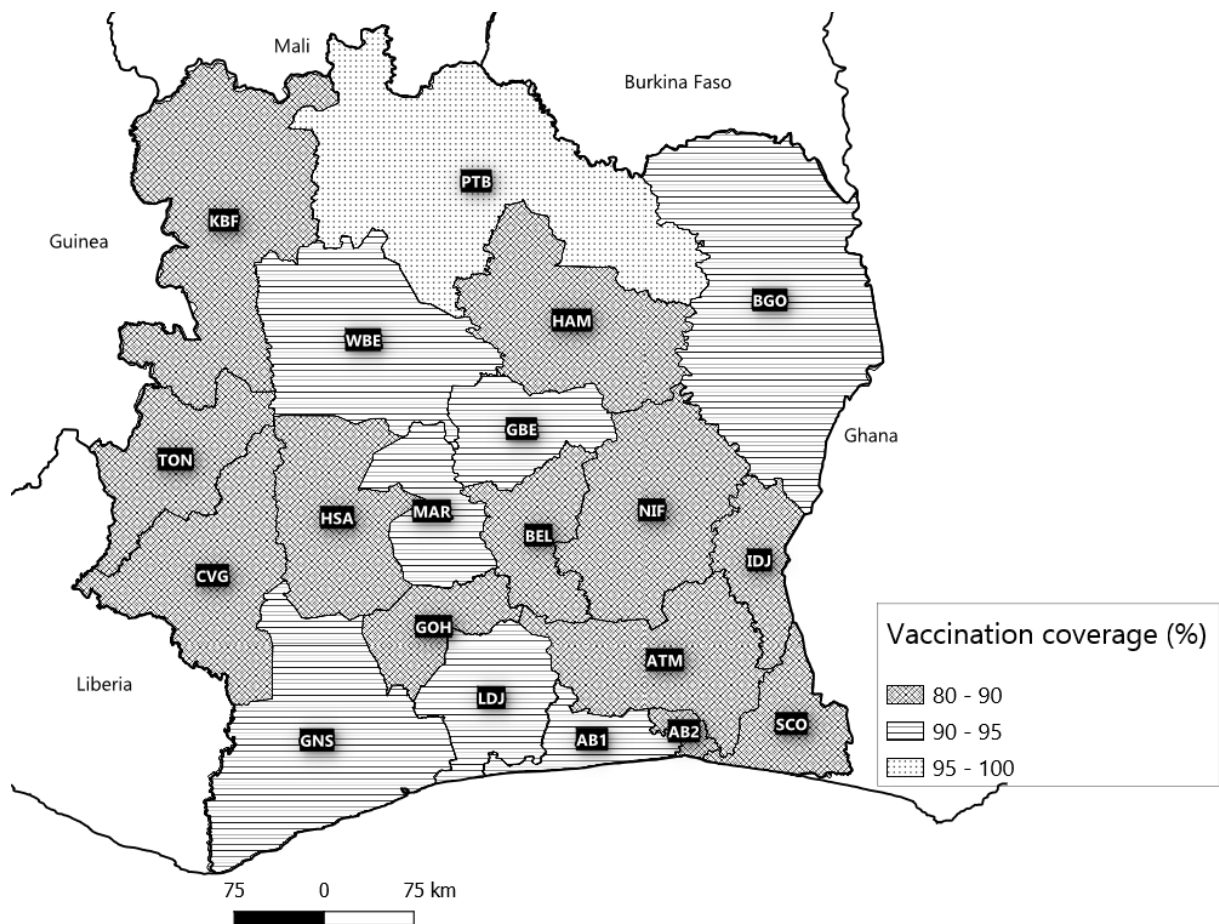 Mali
Burkina Faso
PTB
KBF
Guinea
BGO
HAM
WBE
GBE
Ghana
TON
MAR
NIF
HSA
BEL
IDJ
CVG
GOH
ATM
Liberia
LDJ
SCO
AB2
GNS
AB1
Vaccination coverage (%)
80 - 90
90 - 95
95 - 100
75 0 75 km